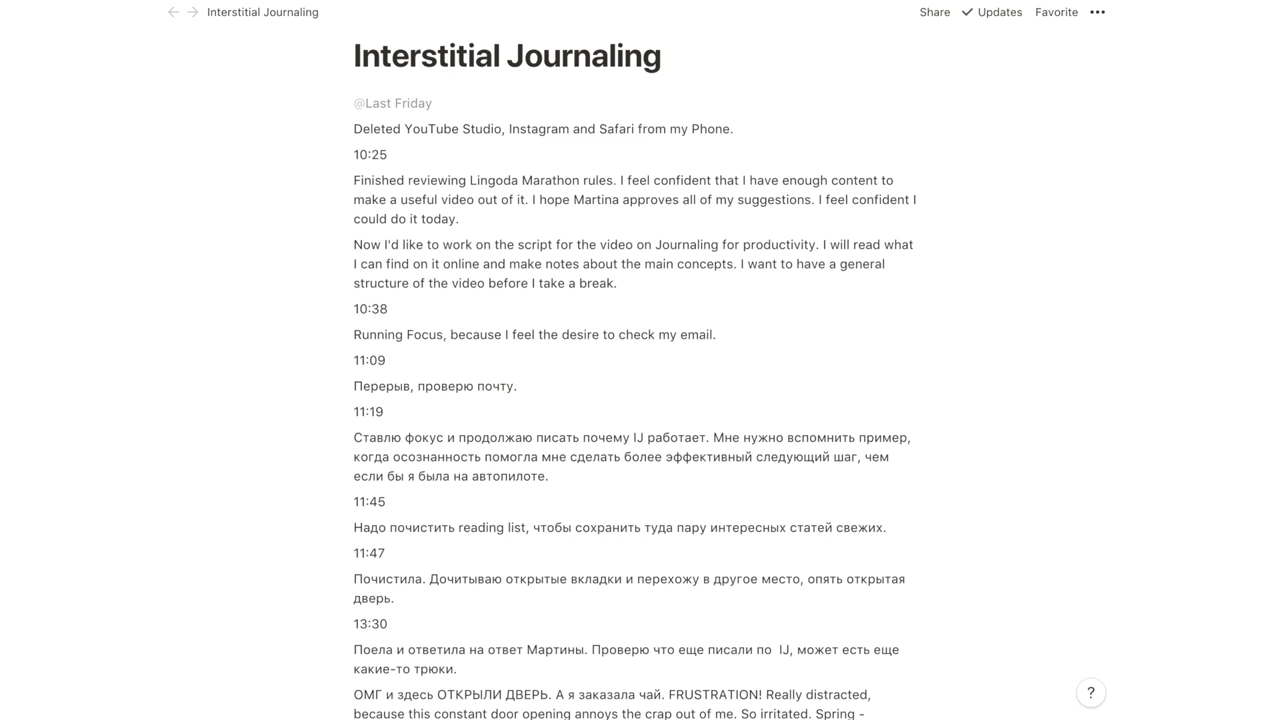 Interstitial Journaling
Share Updates Favorite
Interstitial Journaling
@Last Friday
Deleted YouTube Studio, Instagram and Safari from my Phone.
10:25
Finished reviewing Lingoda Marathon rules. I feel confident that I have enough content to
make a useful video out of it. I hope Martina approves all of my suggestions. I feel confident I
could do it today.
Now I'd like to work on the script for the video on Journaling for productivity. I will read what
I can find on it online and make notes about the main concepts. I want to have a general
structure of the video before I take a break.
10:38
Running Focus, because I feel the desire to check my email.
11:09
Перерыв, проверю почту.
11:19
Ставлю фокус и продолжаю писать почему IJ работает. Мне нужно вспомнить пример,
когда осознанность помогла мне сделать более эффективный следующий шаг, чем
если бы я была на автопилоте.
11:45
Надо почистить reading list, чтобы сохранить туда пару интересных статей свежих.
11:47
Почистила. Дочитываю открытые вкладки и перехожу в другое место, опять открытая
дверь.
13:30
Поела и ответила на ответ Мартины. Проверю что еще писали по IJ, может есть еще
какие-то трюки.
ОМГ и здесь ОТКРЫЛИ ДВЕРЬ. А я заказала чай. FRUSTRATION! Really distracted,
because this constant door opening annoys the crap out of me. So irritated. Spring -
?